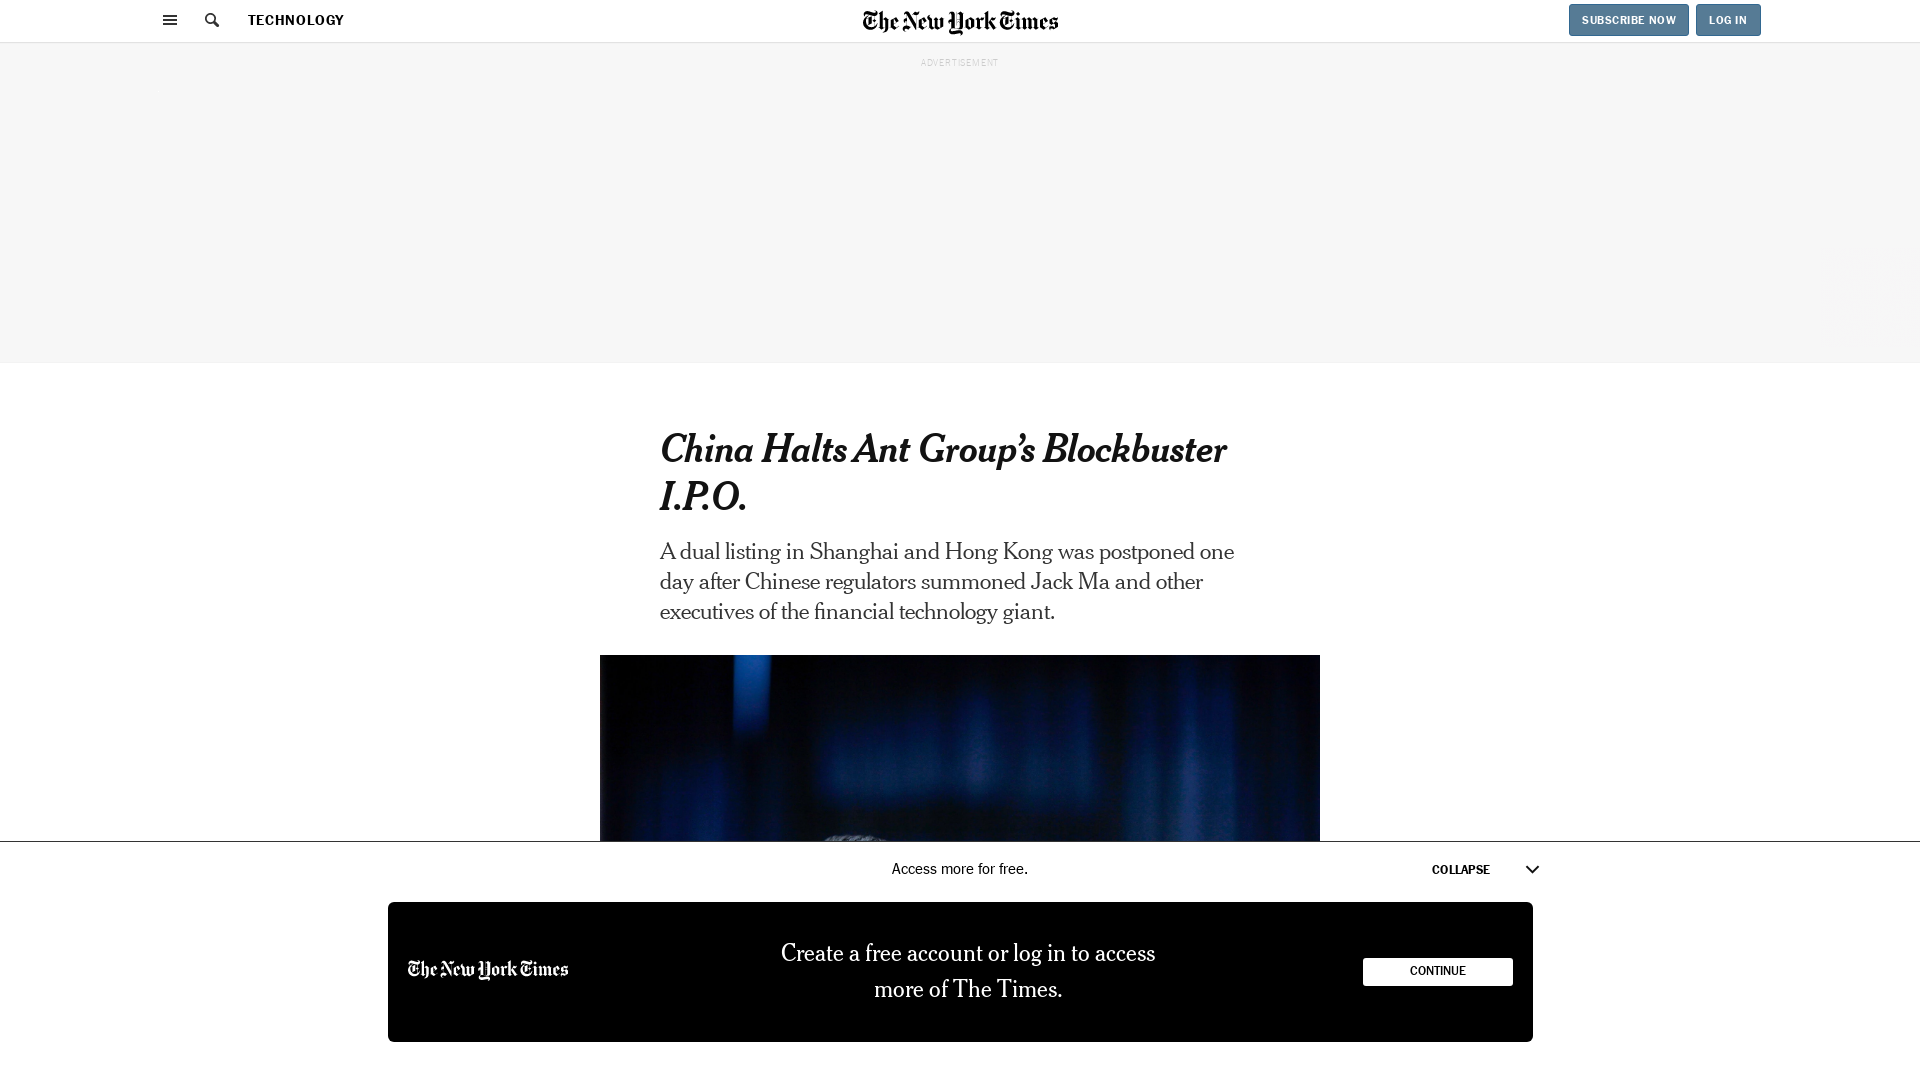 TECHNOLOGY
The New York Times
SUBSCRIBE NOW
LOG IN
ADVERTISEMENT
China Halts Ant Group’s Blockbuster
I.P.O.
A dual listing in Shanghai and Hong Kong was postponed one
day after Chinese regulators summoned Jack Ma and other
executives of the financial technology giant.
Access more for free.
COLLAPSE
The New York Times
Create a free account or log in to access
more of The Times.
CONTINUE